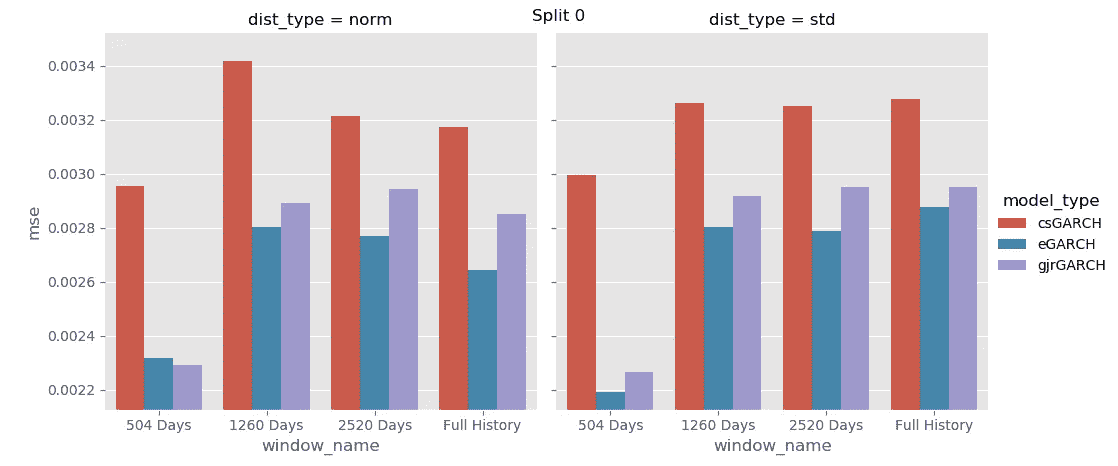 Split 0
dist_type = norm
dist_type = std
0.0034
0.0032
0.0030
0.0028
0.0026
0.0024
0.0022
mse
504 Days 1260 Days 2520 Days Full History
504 Days 1260 Days 2520 Days Full History
window_name
window_name
model_type
csGARCH
eGARCH
gjrGARCH